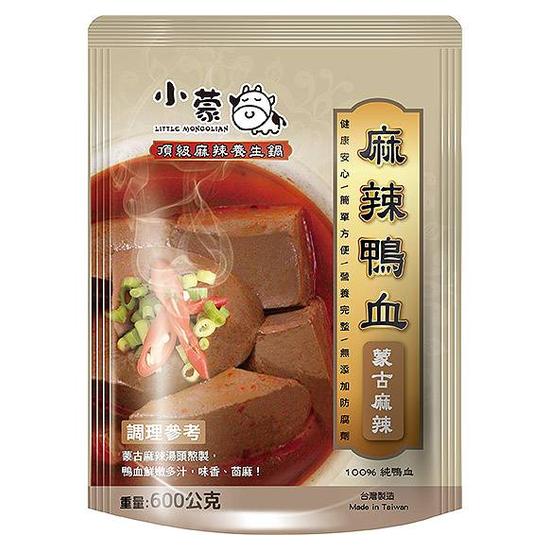 小蒙
LITTLE MONGOLIAN
頂級麻辣養生鍋
麻辣鴨血
健康安心/簡單方便/營養完整/無添加防腐劑
蒙古麻辣
100% 純鴨血
調理參考
蒙古麻辣湯頭熬製，
鴨血鮮嫩多汁，味香、茴麻！
重量:600公克
台灣製造
Made in Taiwan